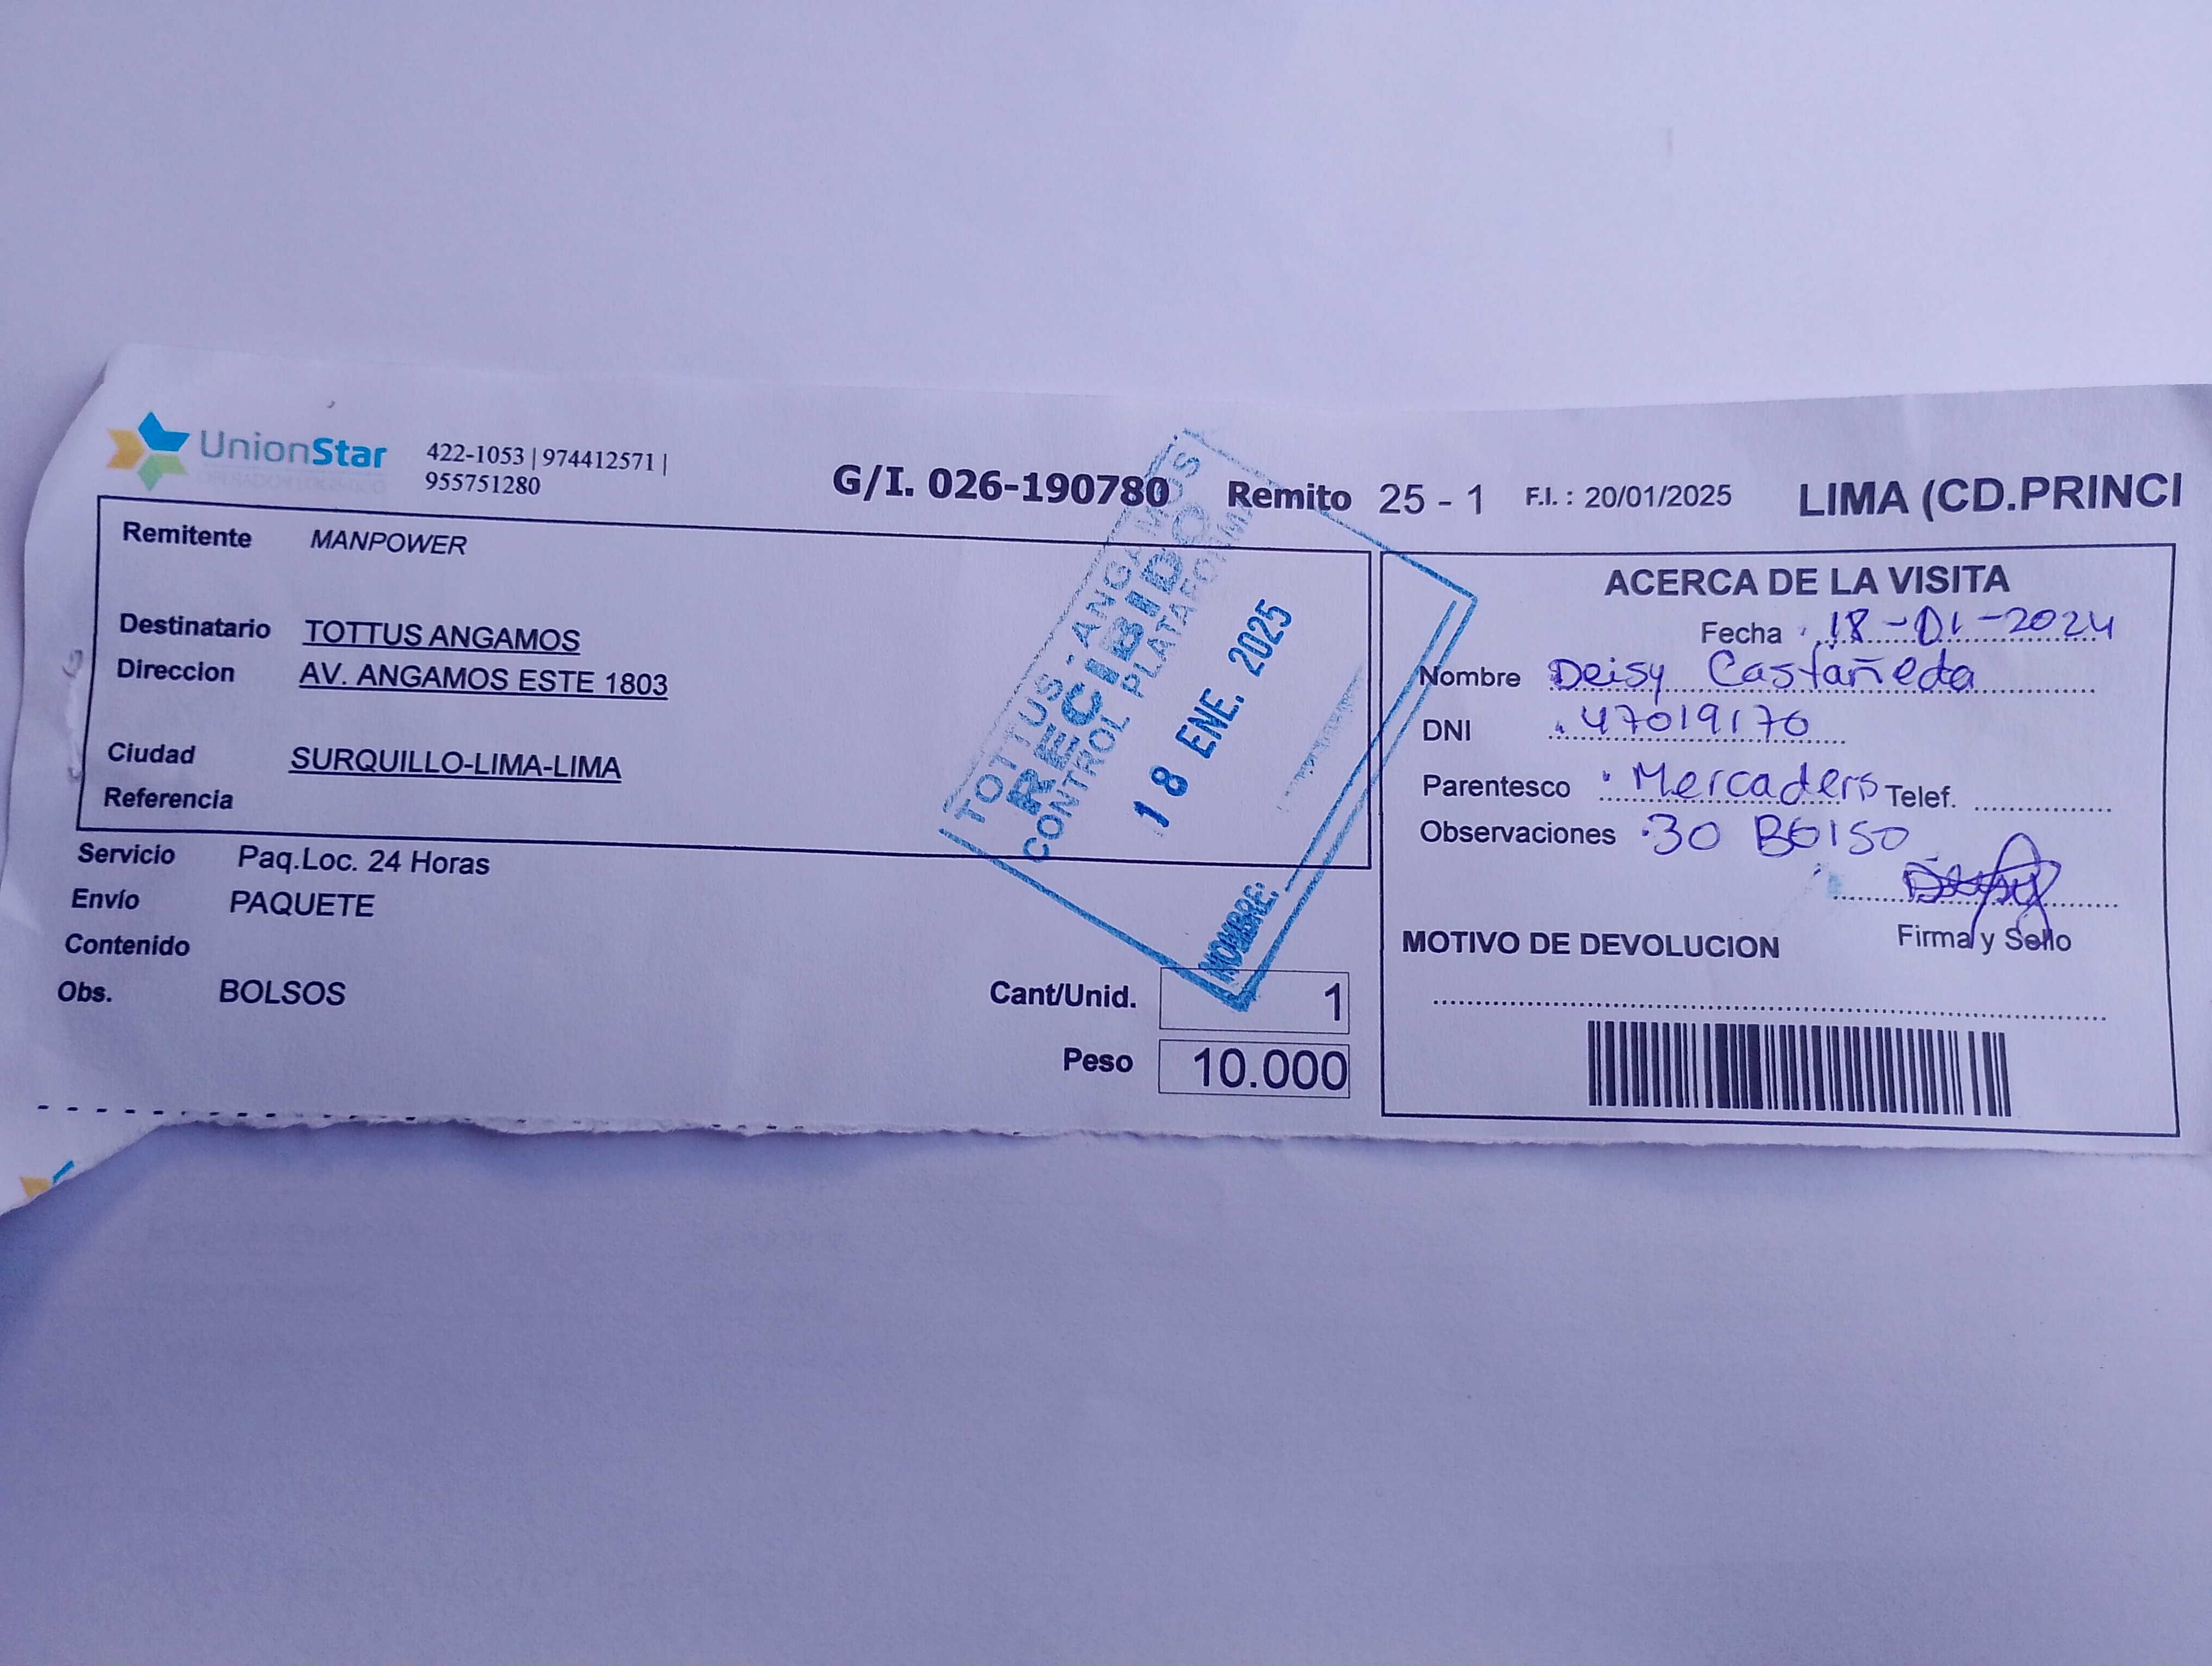 UnionStar
422-1053 | 974412571 |
955751280
G/I. 026-190780 Remito 25 - 1 F.I. : 20/01/2025 LIMA (CD.PRINCI
Remitente MANPOWER
Destinatario TOTTUS ANGAMOS
Direccion AV. ANGAMOS ESTE 1803
Ciudad SURQUILLO-LIMA-LIMA
Referencia
Servicio Paq.Loc. 24 Horas
Envío PAQUETE
Contenido
Obs. BOLSOS
Cant/Unid. 1
Peso 10.000
TOTTUS - ANGAMOS
RECIBIDO
CONTROL PLATAFORMA
18 ENE. 2025
NOMBRE:
ACERCA DE LA VISITA
Fecha 18-01-2024
Nombre Deisy Castañeda
DNI 47019170
Parentesco Mercaders Telef.
Observaciones 30 Bolso
Firma y Sello
MOTIVO DE DEVOLUCION